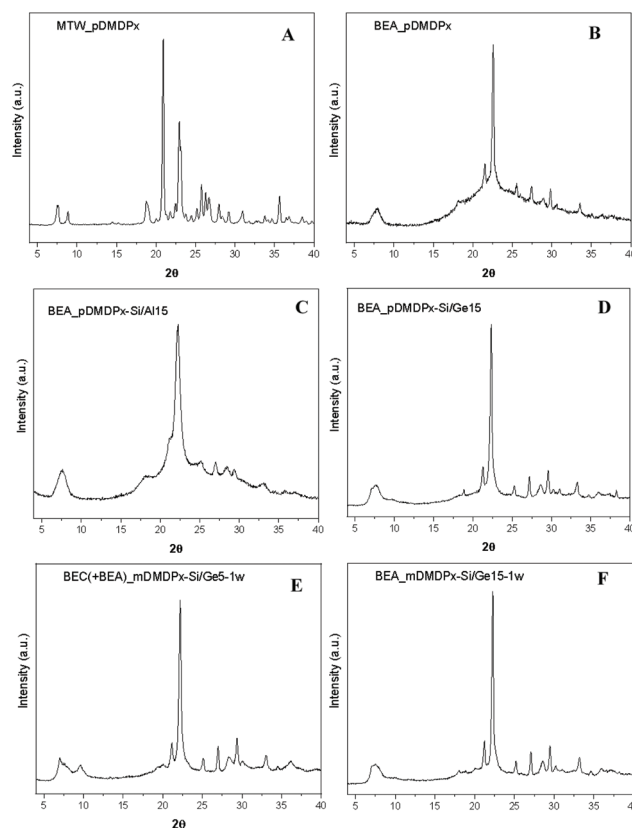 MTW_pDMDPx
A
Intensity (a.u.)
5 10 15 20 25 30 35 40
2θ
BEA_pDMDPx
B
Intensity (a.u.)
5 10 15 20 25 30 35 40
2θ
BEA_pDMDPx-Si/Al15
C
Intensity (a.u.)
5 10 15 20 25 30 35 40
2θ
BEA_pDMDPx-Si/Ge15
D
Intensity (a.u.)
5 10 15 20 25 30 35 40
2θ
BEC(+BEA)_mDMDPx-Si/Ge5-1w
E
Intensity (a.u.)
5 10 15 20 25 30 35 40
2θ
BEA_mDMDPx-Si/Ge15-1w
F
Intensity (a.u.)
5 10 15 20 25 30 35 40
2θ